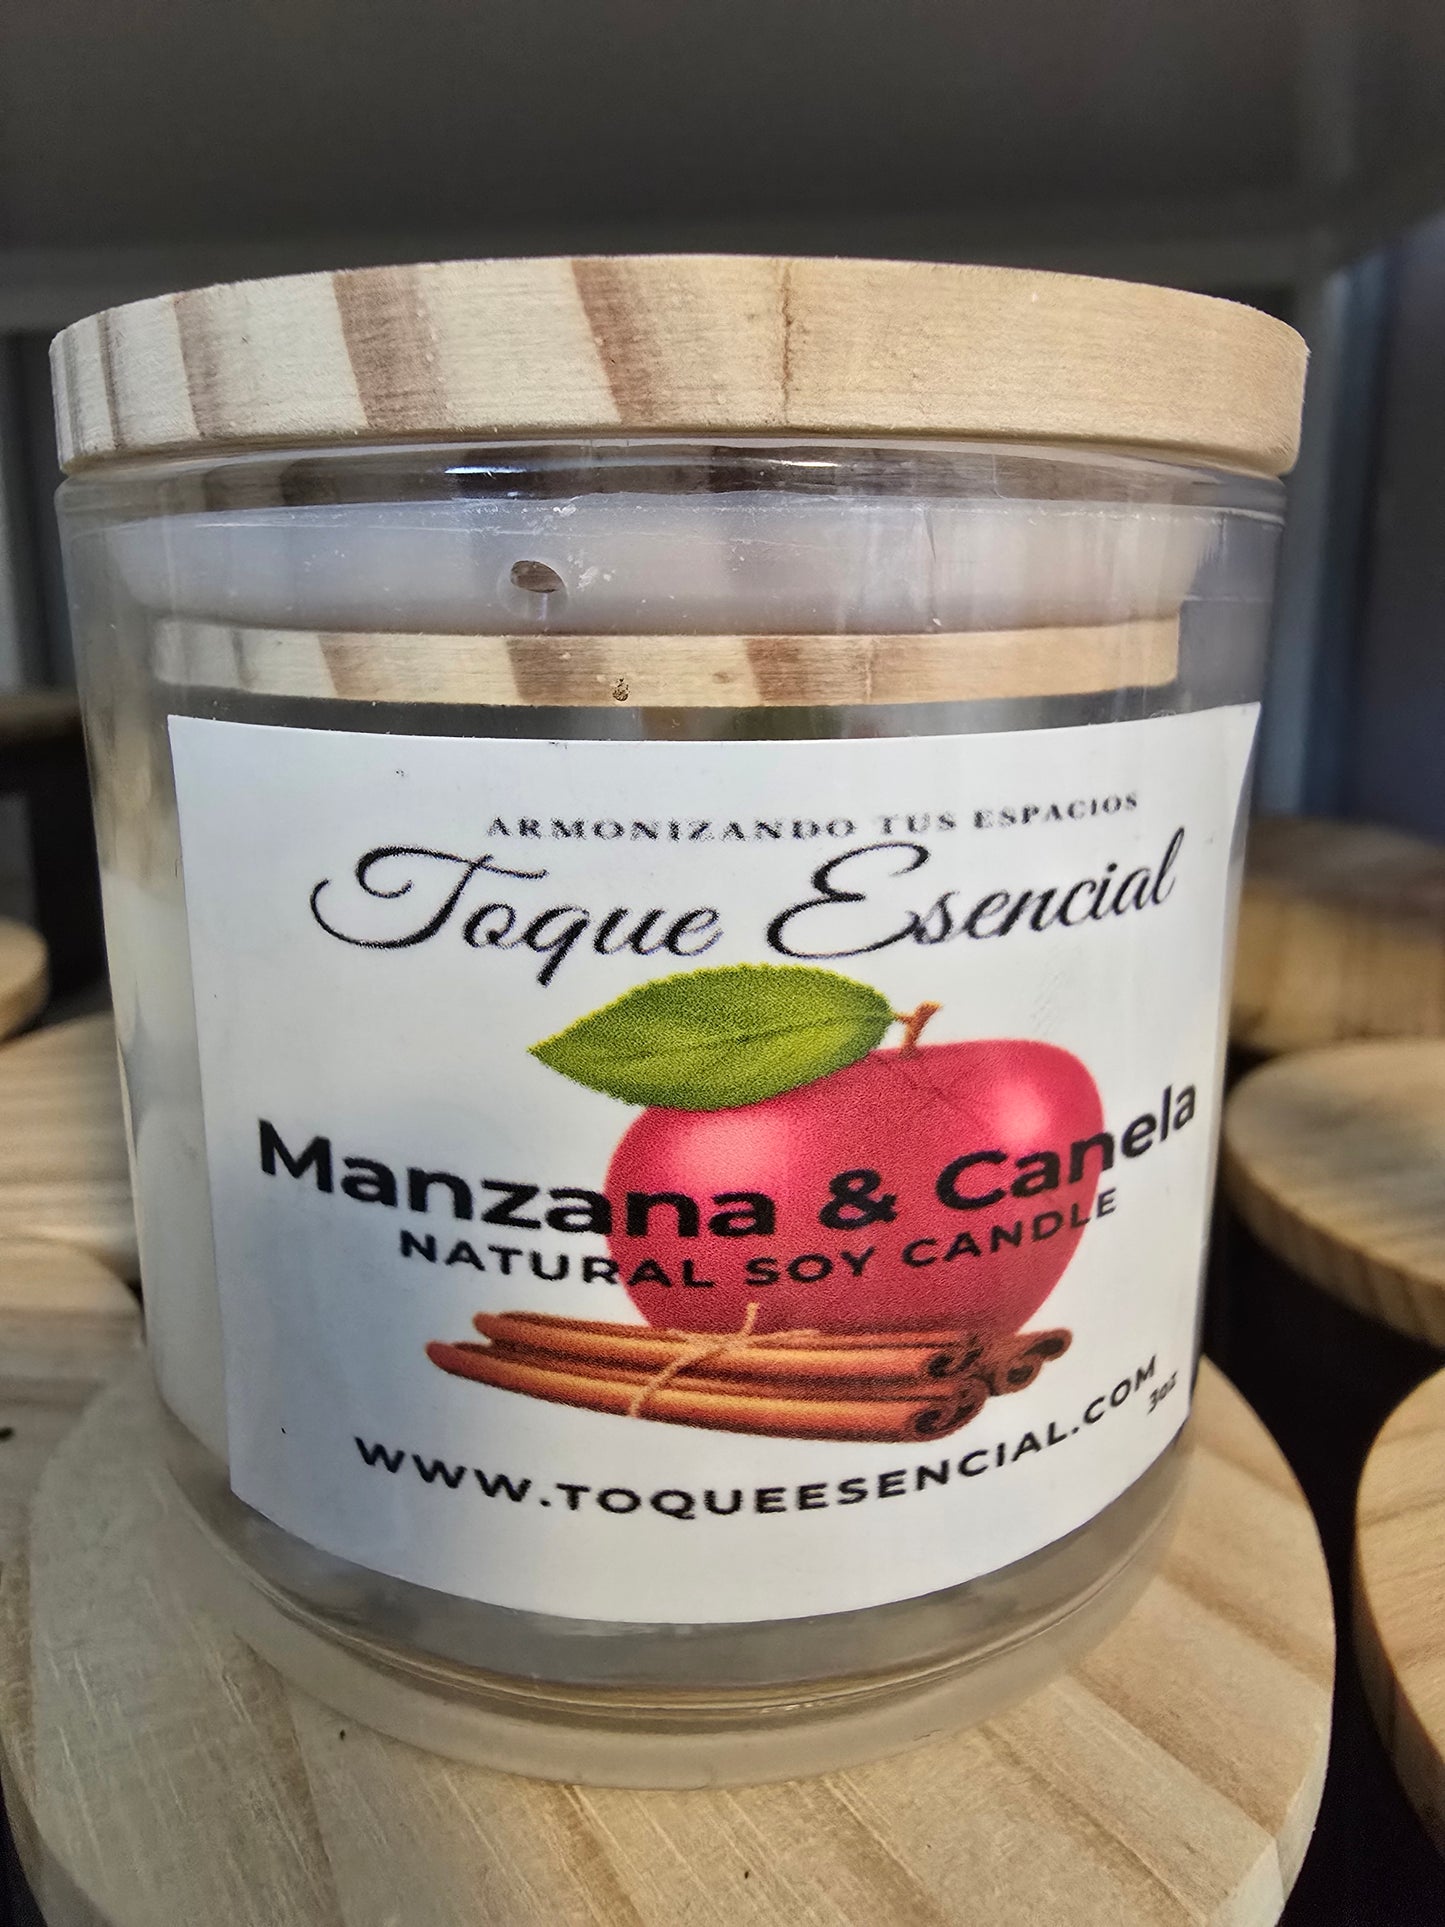 ARMONIZANDO TUS ESPACIOS
Toque Esencial
Manzana & Canela
NATURAL SOY CANDLE
WWW.TOQUEESENCIAL.COM
3oz